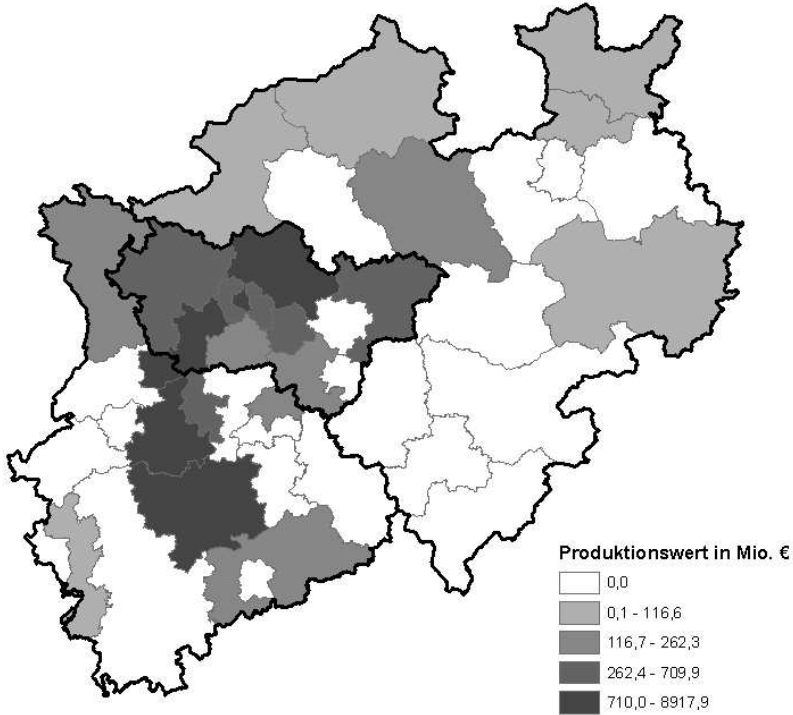 Produktionswert in Mio. €
0,0
0,1 - 116,6
116,7 - 262,3
262,4 - 709,9
710,0 - 8917,9